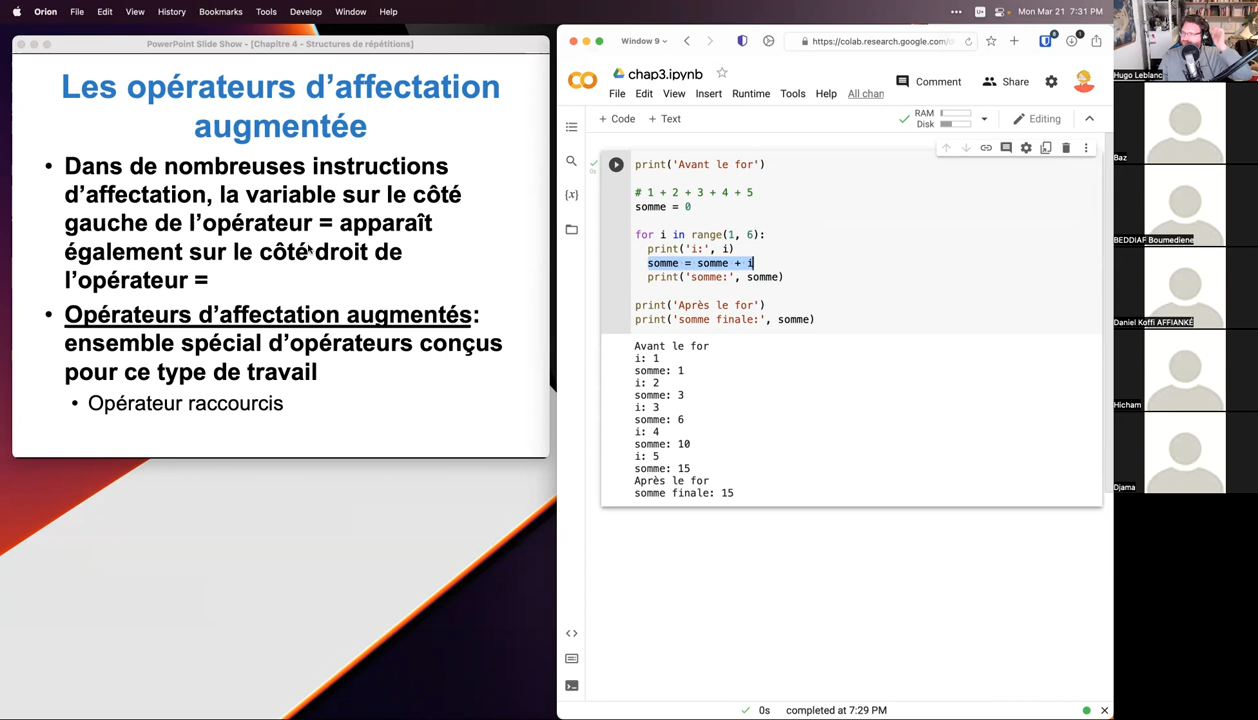 Orion File Edit View History Bookmarks Tools Develop Window Help
Mon Mar 21 7:31 PM
PowerPoint Slide Show - [Chapitre 4 - Structures de répétitions]
Les opérateurs d'affectation
augmentée
• Dans de nombreuses instructions
d'affectation, la variable sur le côté
gauche de l'opérateur = apparaît
également sur le côté droit de
l'opérateur =
• Opérateurs d'affectation augmentés:
ensemble spécial d'opérateurs conçus
pour ce type de travail
• Opérateur raccourcis
Window 9
https://colab.research.google.com/d
chap3.ipynb
Comment
Share
File Edit View Insert Runtime Tools Help All chan
+ Code + Text
RAM
Disk
Editing
{x}
0s
print('Avant le for')
# 1 + 2 + 3 + 4 + 5
somme = 0
for i in range(1, 6):
print('i:', i)
somme = somme + i
print('somme:', somme)
print('Après le for')
print('somme finale:', somme)
Avant le for
i: 1
somme: 1
i: 2
somme: 3
i: 3
somme: 6
i: 4
somme: 10
i: 5
somme: 15
Après le for
somme finale: 15
0s completed at 7:29 PM
Hugo Leblanc
Baz
BEDDIAF Boumediene
Daniel Koffi AFFIANKÉ
Hicham
Djama